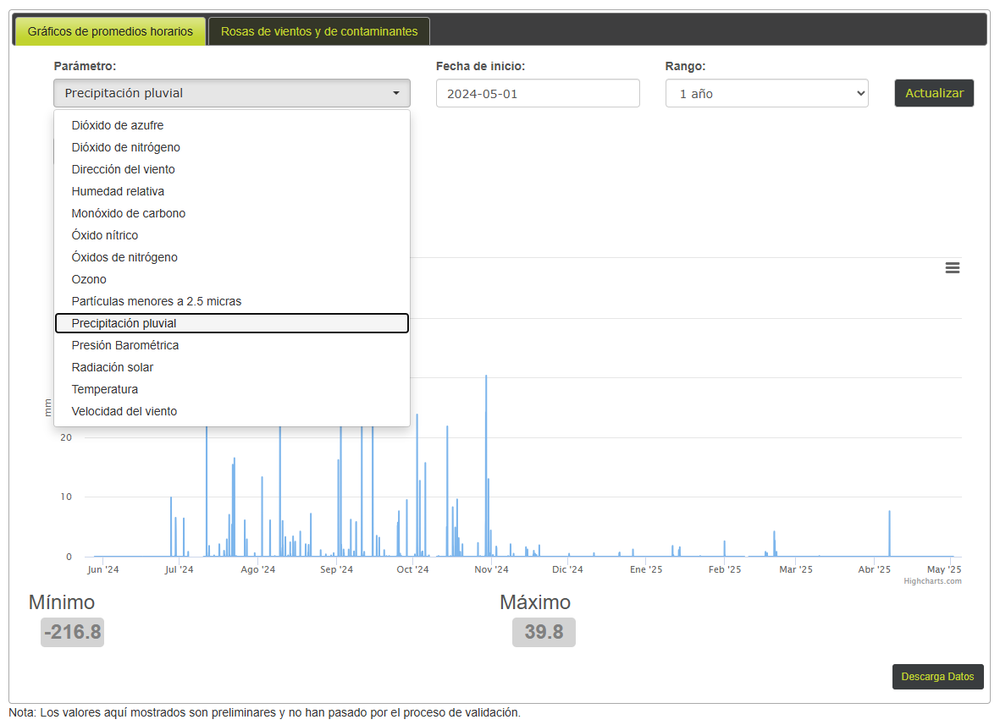 Gráficos de promedios horarios
Rosas de vientos y de contaminantes
Parámetro:
Fecha de inicio:
Rango:
Precipitación pluvial
2024-05-01
1 año
Actualizar
Dióxido de azufre
Dióxido de nitrógeno
Dirección del viento
Humedad relativa
Monóxido de carbono
Óxido nítrico
Óxidos de nitrógeno
Ozono
Partículas menores a 2.5 micras
Precipitación pluvial
Presión Barométrica
Radiación solar
Temperatura
Velocidad del viento
mm
20
10
0
Jun '24
Jul '24
Ago '24
Sep '24
Oct '24
Nov '24
Dic '24
Ene '25
Feb '25
Mar '25
Abr '25
May '25
Highcharts.com
Mínimo
Máximo
-216.8
39.8
Descarga Datos
Nota: Los valores aquí mostrados son preliminares y no han pasado por el proceso de validación.